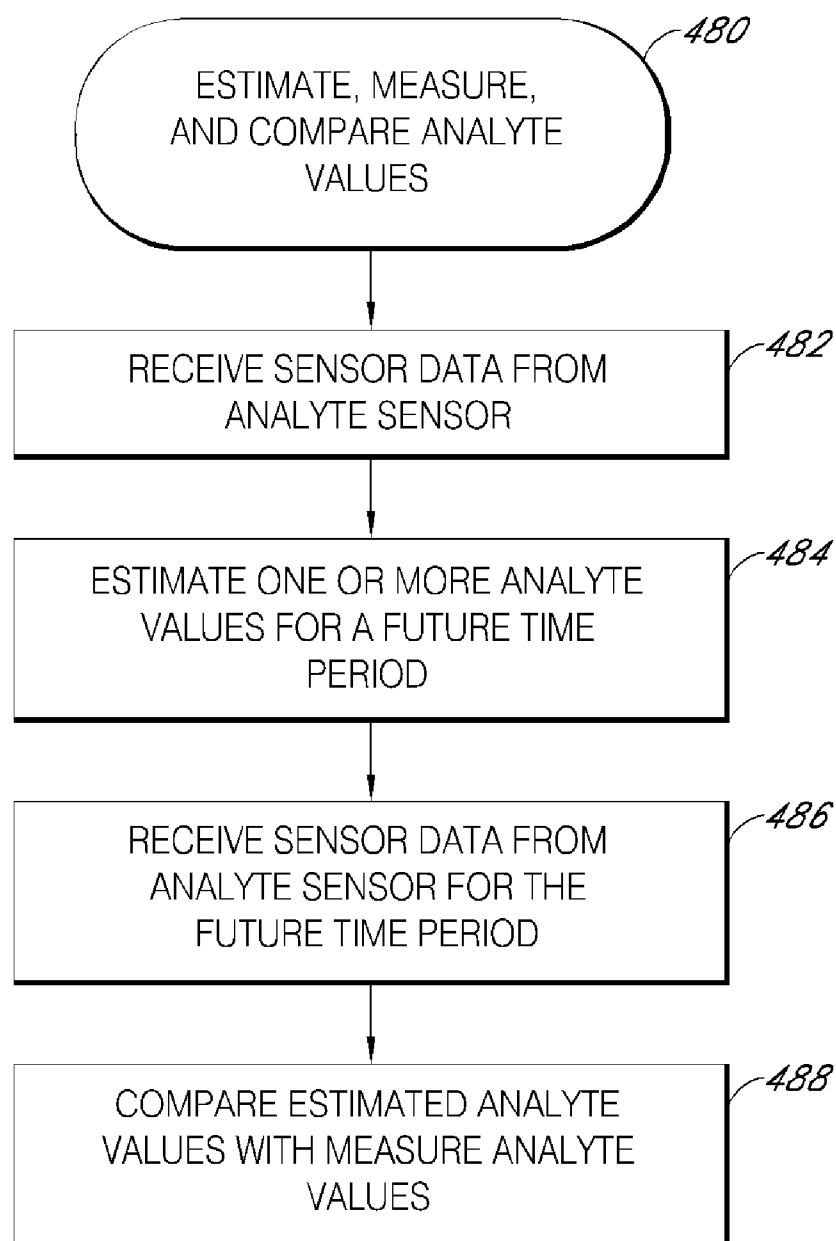 480
ESTIMATE, MEASURE,
AND COMPARE ANALYTE
VALUES
482
RECEIVE SENSOR DATA FROM
ANALYTE SENSOR
484
ESTIMATE ONE OR MORE ANALYTE
VALUES FOR A FUTURE TIME
PERIOD
486
RECEIVE SENSOR DATA FROM
ANALYTE SENSOR FOR THE
FUTURE TIME PERIOD
488
COMPARE ESTIMATED ANALYTE
VALUES WITH MEASURE ANALYTE
VALUES